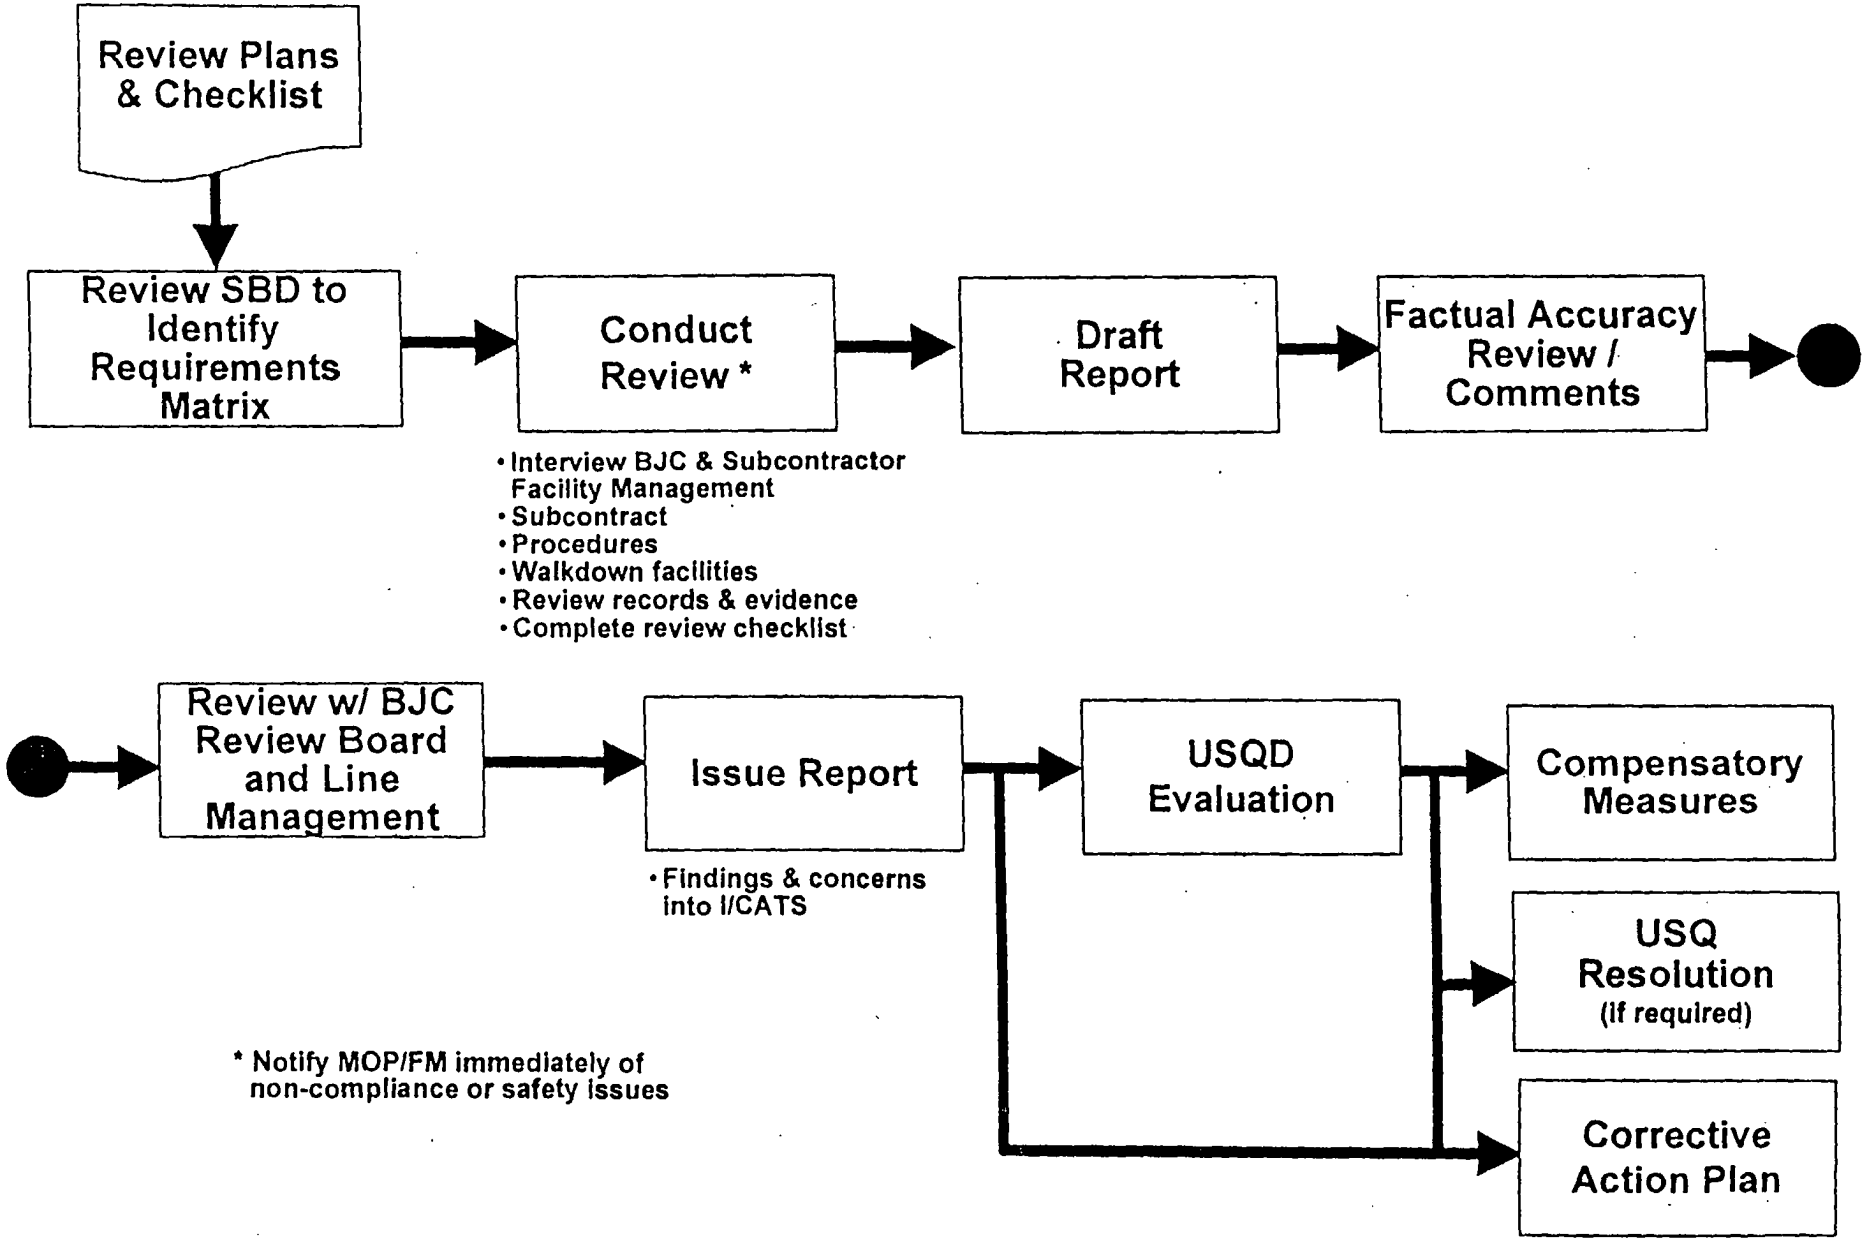 Review Plans
& Checklist
Review SBD to
Identify
Requirements
Matrix
Conduct
Review *
Draft
Report
Factual Accuracy
Review /
Comments
• Interview BJC & Subcontractor
Facility Management
• Subcontract
• Procedures
• Walkdown facilities
• Review records & evidence
• Complete review checklist
Review w/ BJC
Review Board
and Line
Management
Issue Report
USQD
Evaluation
Compensatory
Measures
• Findings & concerns
into I/CATS
USQ
Resolution
(if required)
* Notify MOP/FM immediately of
non-compliance or safety issues
Corrective
Action Plan